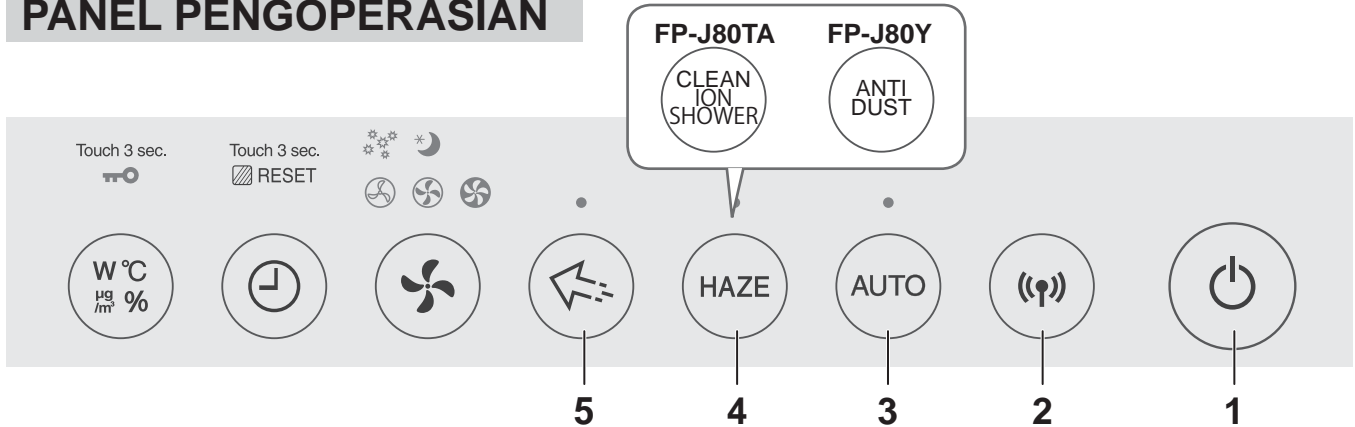 PANEL PENGOPERASIAN
FP-J80TA
FP-J80Y
CLEAN
ION
SHOWER
ANTI
DUST
Touch 3 sec.
Touch 3 sec.
RESET
W °C
µg
/m³ %
HAZE
AUTO
5
4
3
2
1